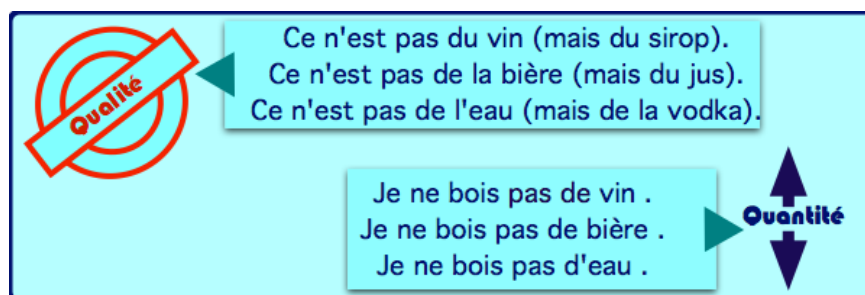 Qualité
Ce n'est pas du vin (mais du sirop).
Ce n'est pas de la bière (mais du jus).
Ce n'est pas de l'eau (mais de la vodka).
Je ne bois pas de vin .
Je ne bois pas de bière .
Je ne bois pas d'eau .
Quantité